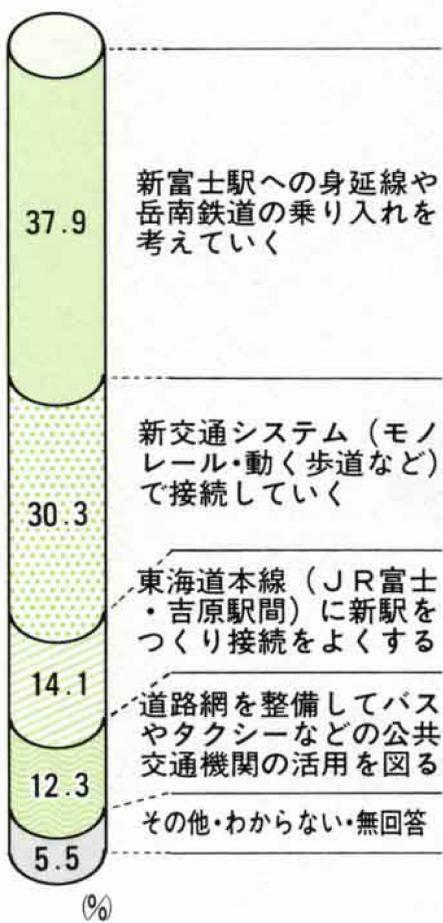 37.9
新富士駅への身延線や
岳南鉄道の乗り入れを
考えていく
30.3
新交通システム（モノ
レール・動く歩道など）
で接続していく
14.1
東海道本線（ＪＲ富士
・吉原駅間）に新駅を
つくり接続をよくする
12.3
道路網を整備してバス
やタクシーなどの公共
交通機関の活用を図る
5.5
その他・わからない・無回答
(%)